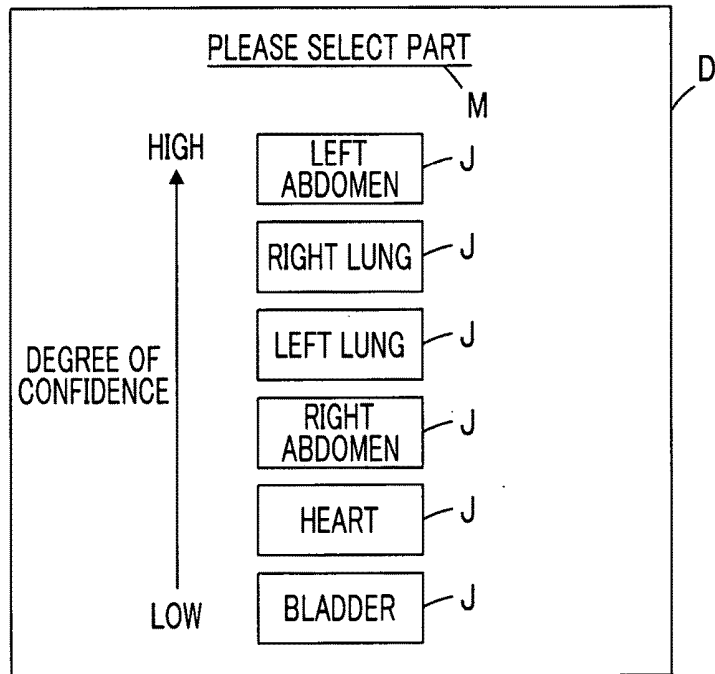 PLEASE SELECT PART
M
D
HIGH
LEFT
ABDOMEN
J
RIGHT LUNG
J
LEFT LUNG
J
DEGREE OF
CONFIDENCE
RIGHT
ABDOMEN
J
HEART
J
LOW
BLADDER
J